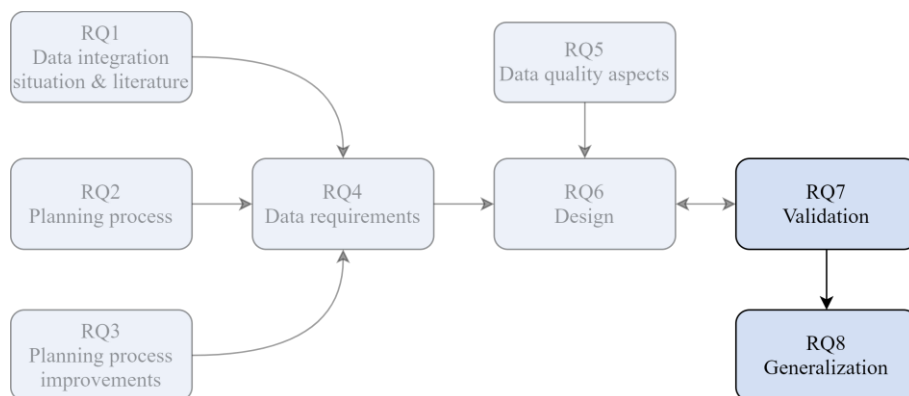 RQ1
Data integration
situation & literature
RQ5
Data quality aspects
RQ2
Planning process
RQ4
Data requirements
RQ6
Design
RQ7
Validation
RQ3
Planning process
improvements
RQ8
Generalization